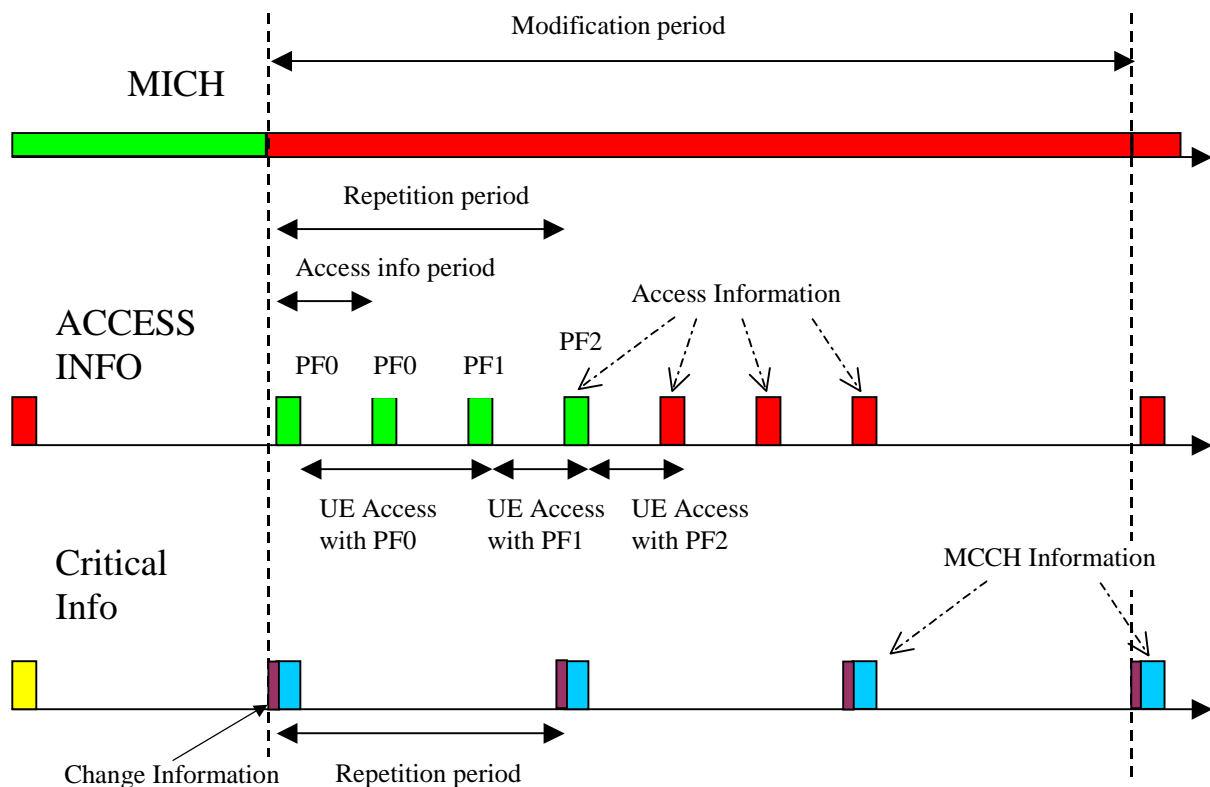 Modification period
MICH
Repetition period
Access info period
Access Information
ACCESS
INFO
PF0
PF0
PF1
PF2
UE Access
with PF0
UE Access
with PF1
UE Access
with PF2
Critical
Info
MCCH Information
Change Information
Repetition period